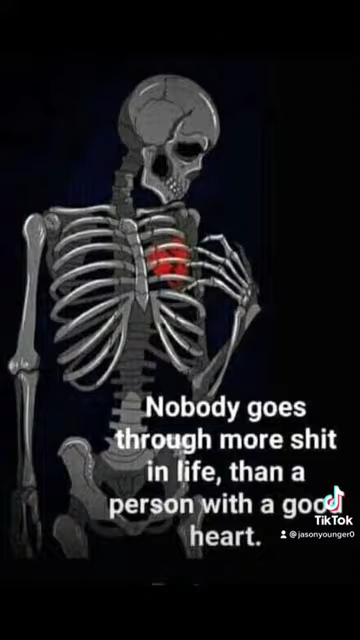 Nobody goes
through more shit
in life, than a
person with a good
heart.
TikTok
@jasonyounger0